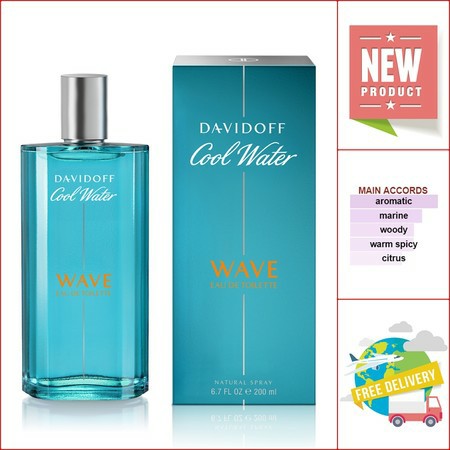 DAVIDOFF
Cool Water
WAVE
EAU DE TOILETTE
DAVIDOFF
Cool Water
WAVE
EAU DE TOILETTE
NATURAL SPRAY
6.7 FL OZ ℮ 200 ml
NEW
PRODUCT
MAIN ACCORDS
aromatic
marine
woody
warm spicy
citrus
FREE DELIVERY